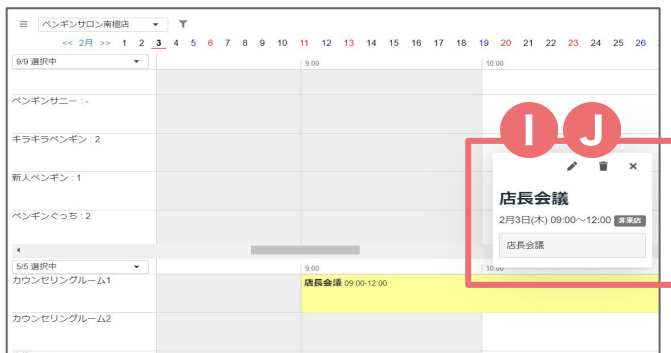 ペンギンサロン南極店
<< 2月 >> 1 2 3 4 5 6 7 8 9 10 11 12 13 14 15 16 17 18 19 20 21 22 23 24 25 26
9/9 選択中
9:00 10:00
ペンギンサニー : -
キラキラペンギン : 2
新人ペンギン : 1
ペンギンぐっち : 2
I J
店長会議
2月3日(木) 09:00～12:00 非来店
店長会議
5/5 選択中
9:00 10:00
カウンセリングルーム1
店長会議 09:00-12:00
カウンセリングルーム2